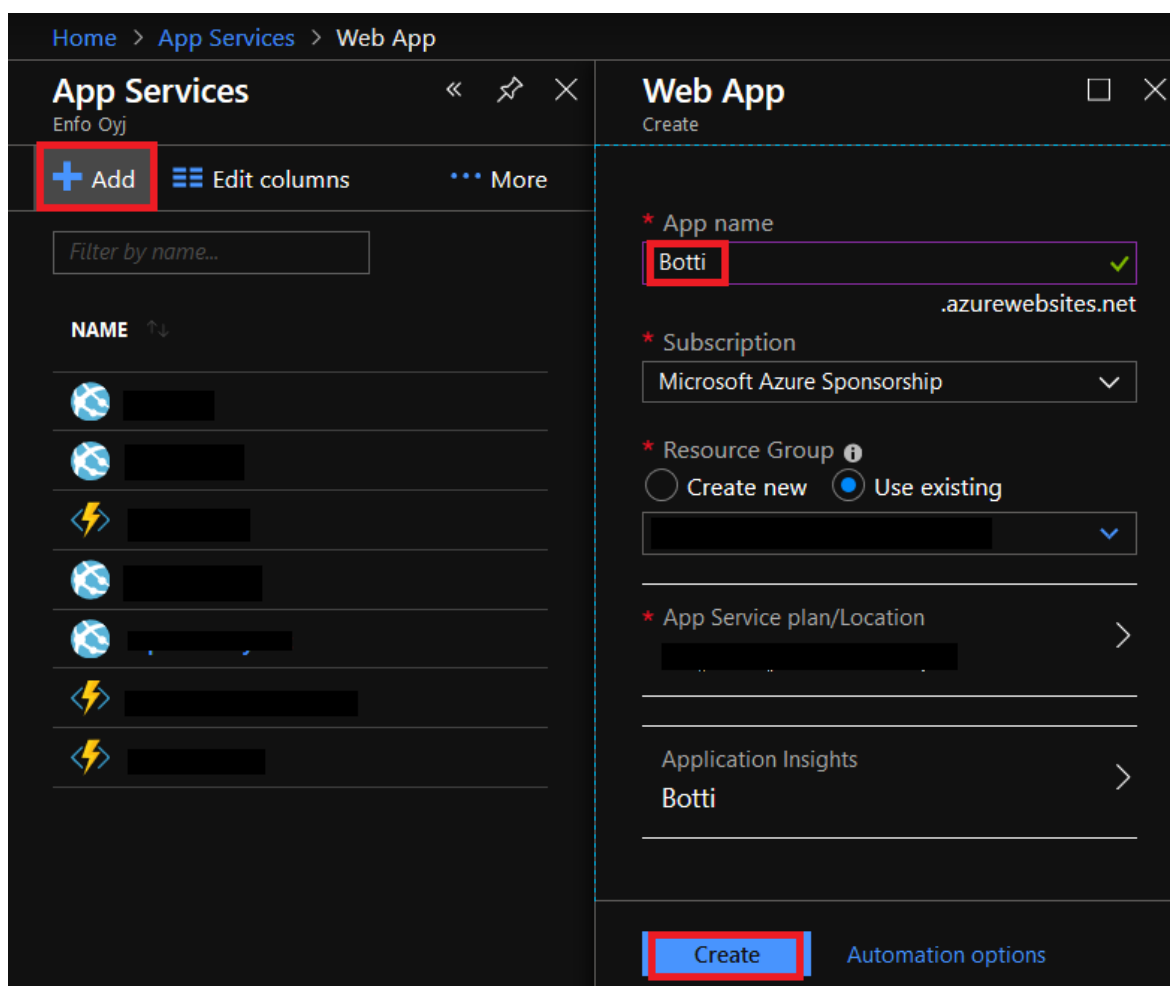 Home > App Services > Web App
App Services
Enfo Oyj
Add
Edit columns
More
Filter by name...
NAME
Web App
Create
* App name
Botti
.azurewebsites.net
* Subscription
Microsoft Azure Sponsorship
* Resource Group
Create new
Use existing
* App Service plan/Location
Application Insights
Botti
Create
Automation options